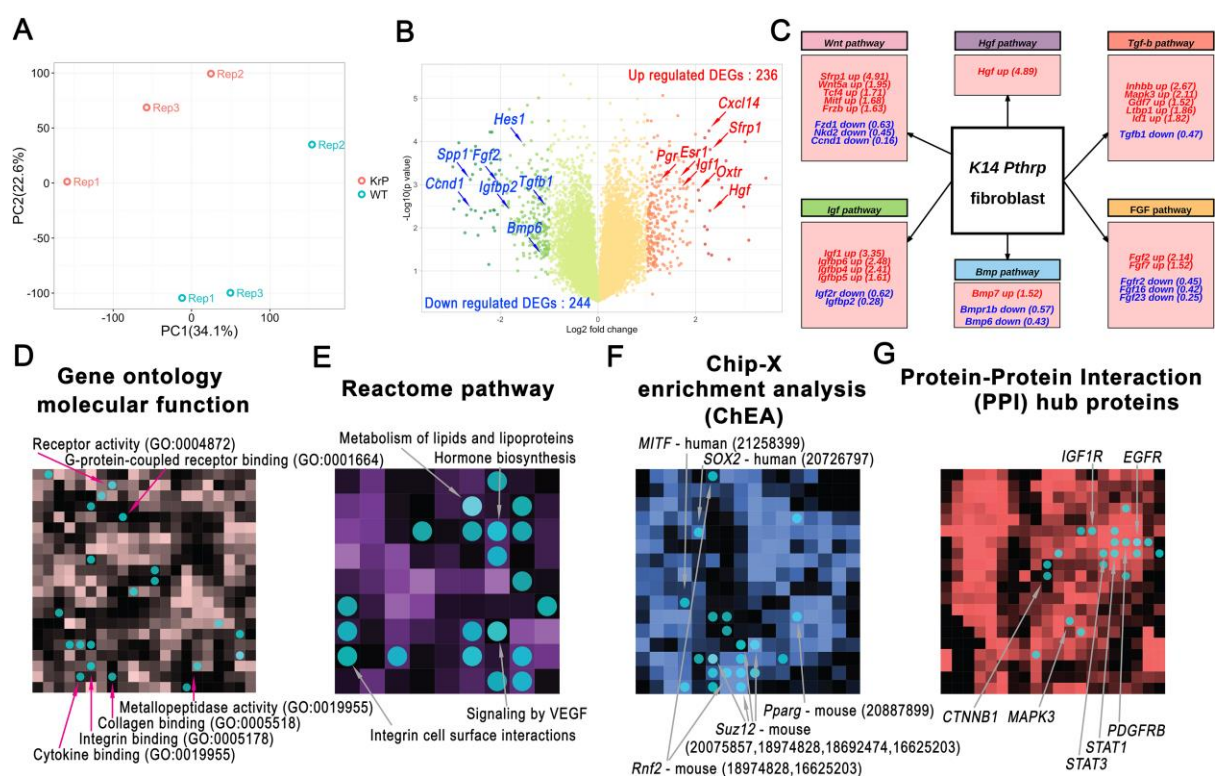 A
PC2(22.6%)
100
50
0
-50
-100
Rep2
Rep3
Rep2
Rep1
Rep1
Rep3
KrP
WT
-100
0
100
PC1(34.1%)
B
Up regulated DEGs : 236
-Log10(p value)
5
4
3
2
1
Hes1
Spp1
Fgf2
Ccnd1
Igfbp2
Tgfb1
Bmp6
Cxcl14
Sfrp1
Pgr
Esr1
Igf1
Oxtr
Hgf
Down regulated DEGs : 244
-2
0
2
Log2 fold change
C
Wnt pathway
Sfrp1 up (4.91)
Wnt5a up (1.95)
Tcf4 up (1.71)
Mitf up (1.68)
Frzb up (1.63)
Fzd1 down (0.63)
Nkd2 down (0.45)
Ccnd1 down (0.16)
Hgf pathway
Hgf up (4.89)
Tgf-b pathway
Inhbb up (2.67)
Mapk3 up (2.11)
Gdf7 up (1.52)
Ltbp1 up (1.86)
Id1 up (1.82)
Tgfb1 down (0.47)
K14 Pthrp
fibroblast
Igf pathway
Igf1 up (3.35)
Igfbp6 up (2.48)
Igfbp4 up (2.41)
Igfbp5 up (1.61)
Igf2r down (0.62)
Igfbp2 down (0.28)
Bmp pathway
Bmp7 up (1.52)
Bmpr1b down (0.57)
Bmp6 down (0.43)
FGF pathway
Fgf2 up (2.14)
Fgf7 up (1.52)
Fgfr2 down (0.45)
Fgf16 down (0.42)
Fgf23 down (0.25)
D
Gene ontology
molecular function
Receptor activity (GO:0004872)
G-protein-coupled receptor binding (GO:0001664)
Metallopeptidase activity (GO:0019955)
Collagen binding (GO:0005518)
Integrin binding (GO:0005178)
Cytokine binding (GO:0019955)
E
Reactome pathway
Metabolism of lipids and lipoproteins
Hormone biosynthesis
Signaling by VEGF
Integrin cell surface interactions
F
Chip-X
enrichment analysis
(ChEA)
MITF - human (21258399)
SOX2 - human (20726797)
Pparg - mouse (20887899)
Suz12 - mouse
(20075857,18974828,18692474,16625203)
Rnf2 - mouse (18974828,16625203)
G
Protein-Protein Interaction
(PPI) hub proteins
IGF1R
EGFR
CTNNB1
MAPK3
PDGFRB
STAT1
STAT3